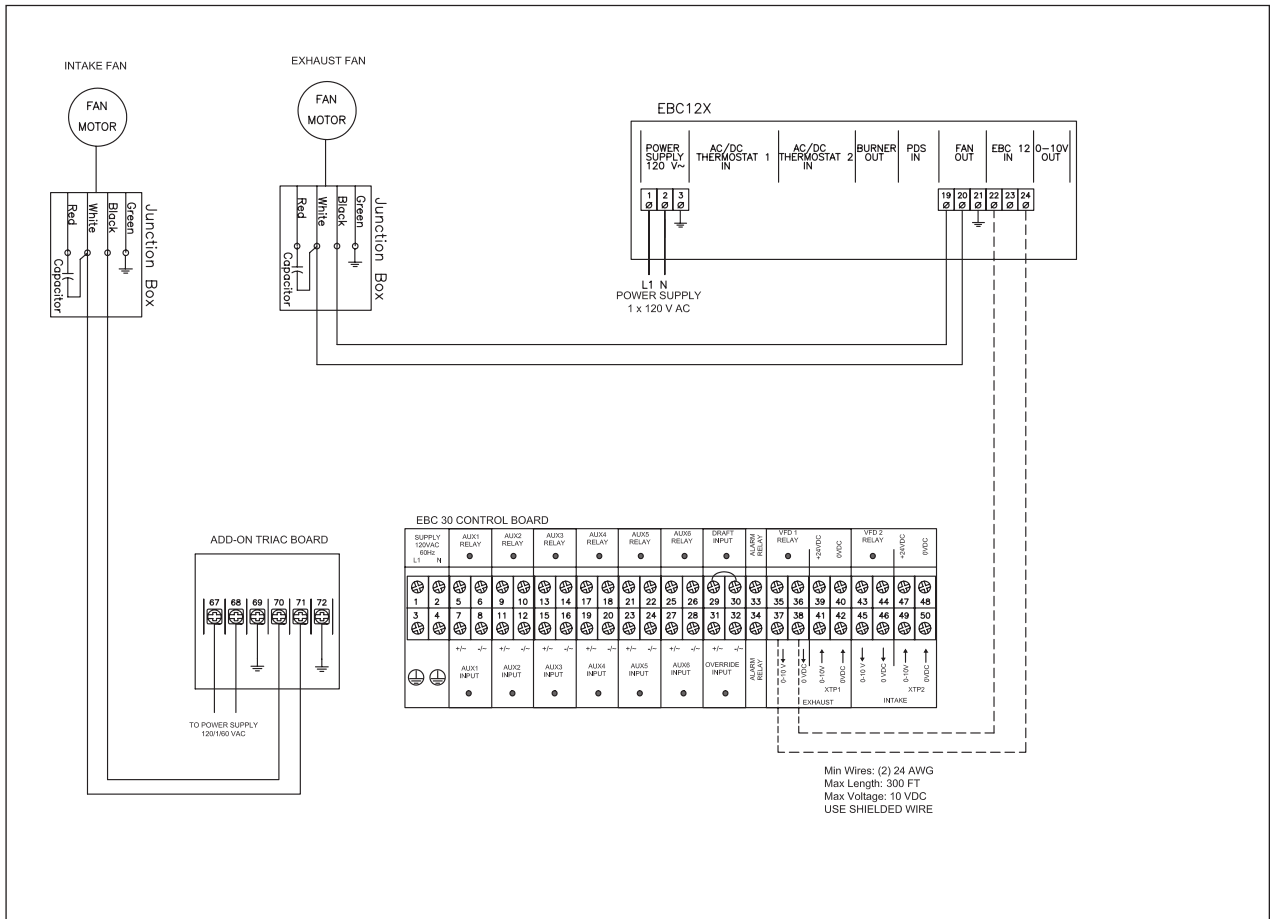 INTAKE FAN
FAN
MOTOR
Red
White
Black
Green
Capacitor
Junction Box
EXHAUST FAN
FAN
MOTOR
Red
White
Black
Green
Capacitor
Junction Box
EBC12X
POWER
SUPPLY
120 V~
AC/DC
THERMOSTAT 1
IN
AC/DC
THERMOSTAT 2
IN
BURNER
OUT
PDS
IN
FAN
OUT
EBC 12
IN
0-10V
OUT
1 2 3
19 20 21 22 23 24
L1 N
POWER SUPPLY
1 x 120 V AC
ADD-ON TRIAC BOARD
67 68 69 70 71 72
TO POWER SUPPLY
120/1/60 VAC
EBC 30 CONTROL BOARD
SUPPLY
120VAC
60Hz
L1 N
AUX1
RELAY
AUX2
RELAY
AUX3
RELAY
AUX4
RELAY
AUX5
RELAY
AUX6
RELAY
DRAFT
INPUT
ALARM
RELAY
VFD 1
RELAY
+24VDC
0VDC
VFD 2
RELAY
+24VDC
0VDC
1 2 5 6 9 10 13 14 17 18 21 22 25 26 29 30 33 35 36 39 40 43 44 47 48
3 4 7 8 11 12 15 16 19 20 23 24 27 28 31 32 34 37 38 41 42 45 46 49 50
+/- -/- +/- -/- +/- -/- +/- -/- +/- -/- +/- -/- +/- -/-
AUX1
INPUT
AUX2
INPUT
AUX3
INPUT
AUX4
INPUT
AUX5
INPUT
AUX6
INPUT
OVERRIDE
INPUT
ALARM
RELAY
0-10 V
0 VDC
0-10V
0VDC
XTP1
EXHAUST
0-10 V
0 VDC
0-10V
0VDC
XTP2
INTAKE
Min Wires: (2) 24 AWG
Max Length: 300 FT
Max Voltage: 10 VDC
USE SHIELDED WIRE